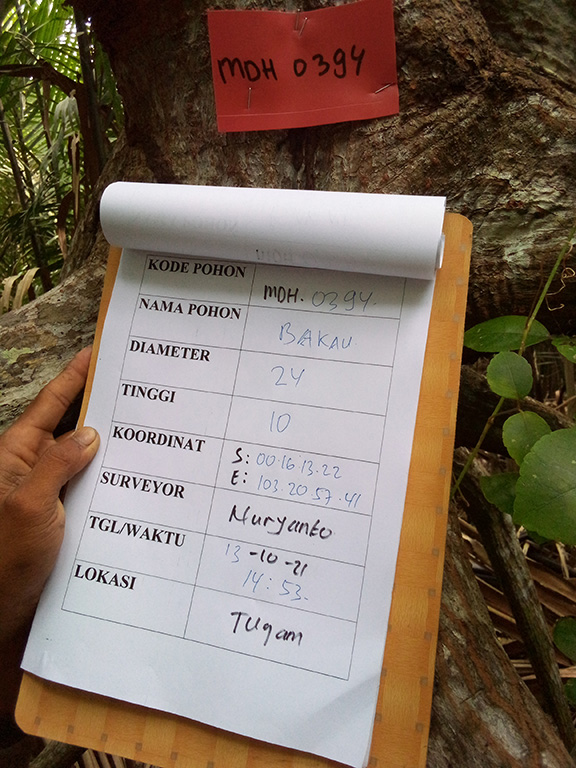 MDH 0394
KODE POHON MDH. 0394.
NAMA POHON BAKAU
DIAMETER 24
TINGGI 10
KOORDINAT S: 00.16.13.22
E: 103.20.57.41
SURVEYOR Nuryanto
TGL/WAKTU 13-10-21
14:53.
LOKASI Tugam